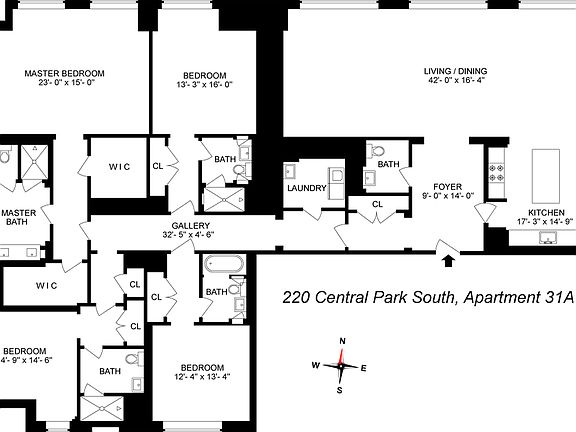 MASTER BEDROOM
23'- 0" x 15'- 0"
BEDROOM
13'- 3" x 16'- 0"
LIVING / DINING
42'- 0" x 16'- 4"
W I C
CL
BATH
BATH
LAUNDRY
CL
FOYER
9'- 0" x 14'- 0"
KITCHEN
17'- 3" x 14'- 9"
MASTER
BATH
GALLERY
32'- 5" x 4'- 6"
W I C
CL
CL
CL
BATH
220 Central Park South, Apartment 31A
BEDROOM
4'- 9" x 14'- 6"
BATH
BEDROOM
12'- 4" x 13'- 4"
N
W
E
S